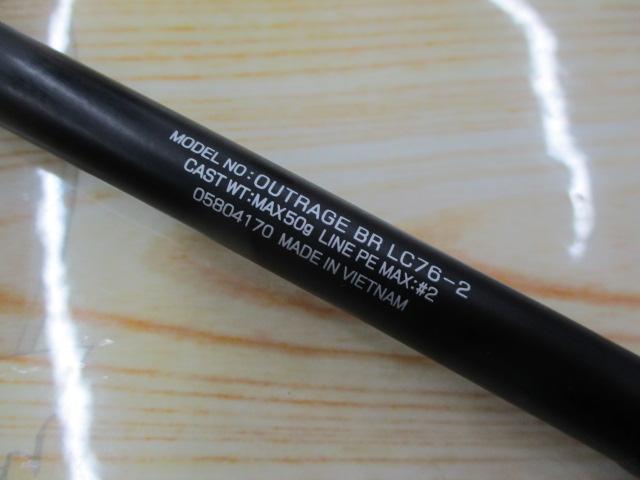 MODEL NO: OUTRAGE BR LC76-2
CAST WT:MAX50g LINE PE MAX:#2
05804170 MADE IN VIETNAM